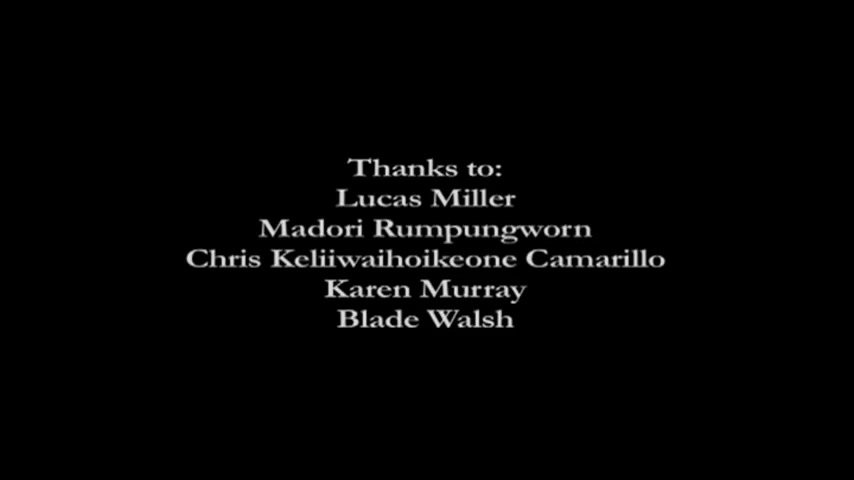 Thanks to:
Lucas Miller
Madori Rumpungworn
Chris Keliiwaihoikeone Camarillo
Karen Murray
Blade Walsh